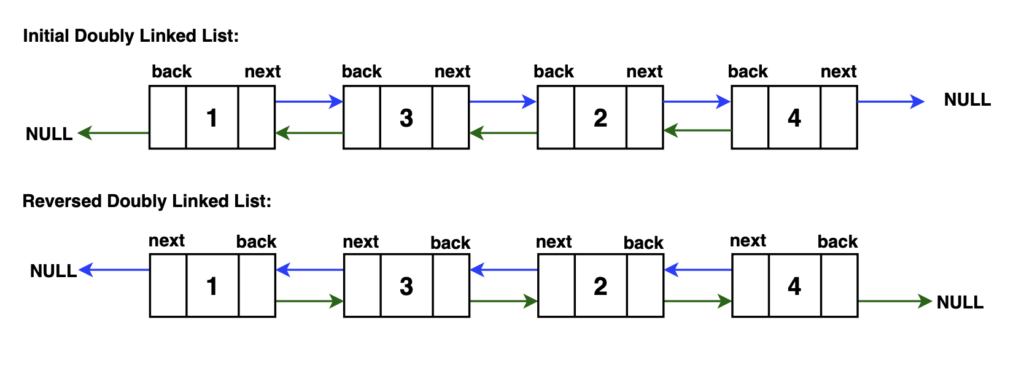 Initial Doubly Linked List:
back next back next back next back next
NULL 1 3 2 4 NULL
Reversed Doubly Linked List:
next back next back next back next back
NULL 1 3 2 4 NULL